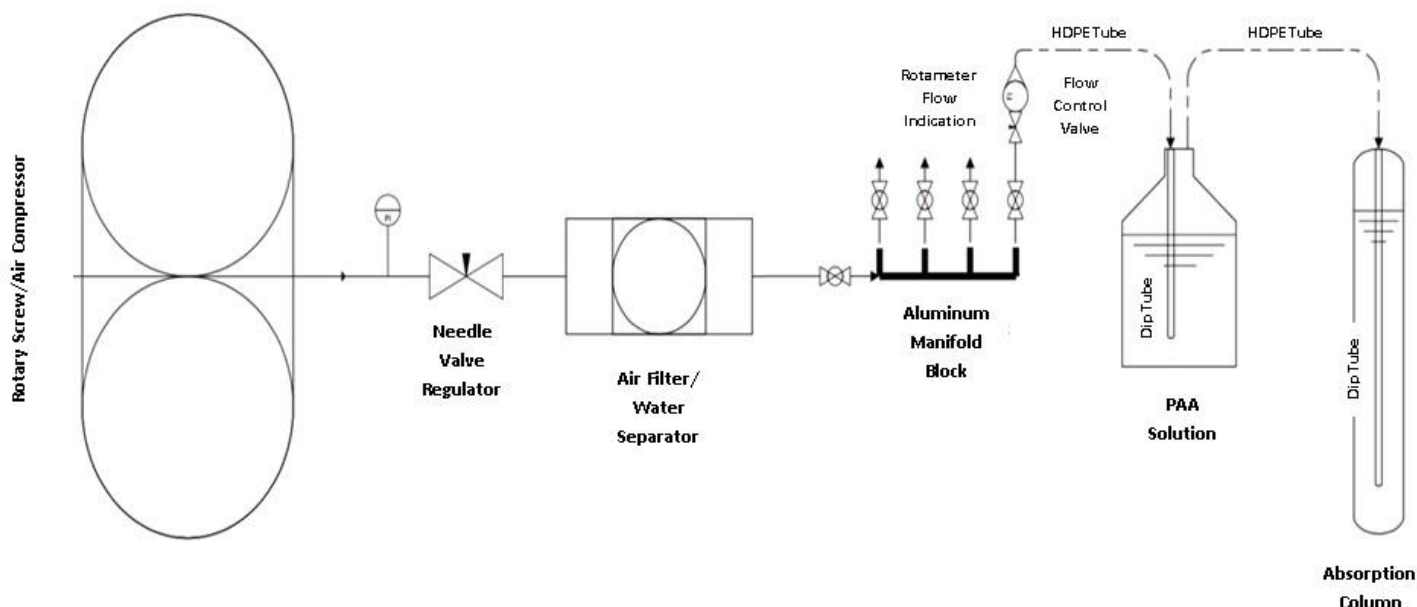 Rotary Screw/Air Compressor
PI
Needle
Valve
Regulator
Air Filter/
Water
Separator
Aluminum
Manifold
Block
Rotameter
Flow
Indication
Flow
Control
Valve
HDPE Tube
HDPE Tube
Dip Tube
PAA
Solution
Dip Tube
Absorption
Column